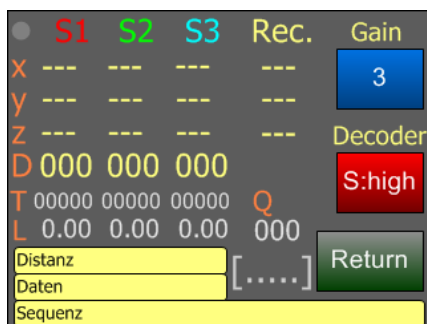 S1 S2 S3 Rec. Gain
x --- --- --- --- 3
y --- --- --- ---
z --- --- --- --- Decoder
D 000 000 000 S:high
T 00000 00000 00000 Q
L 0.00 0.00 0.00 000
Distanz [.....] Return
Daten
Sequenz